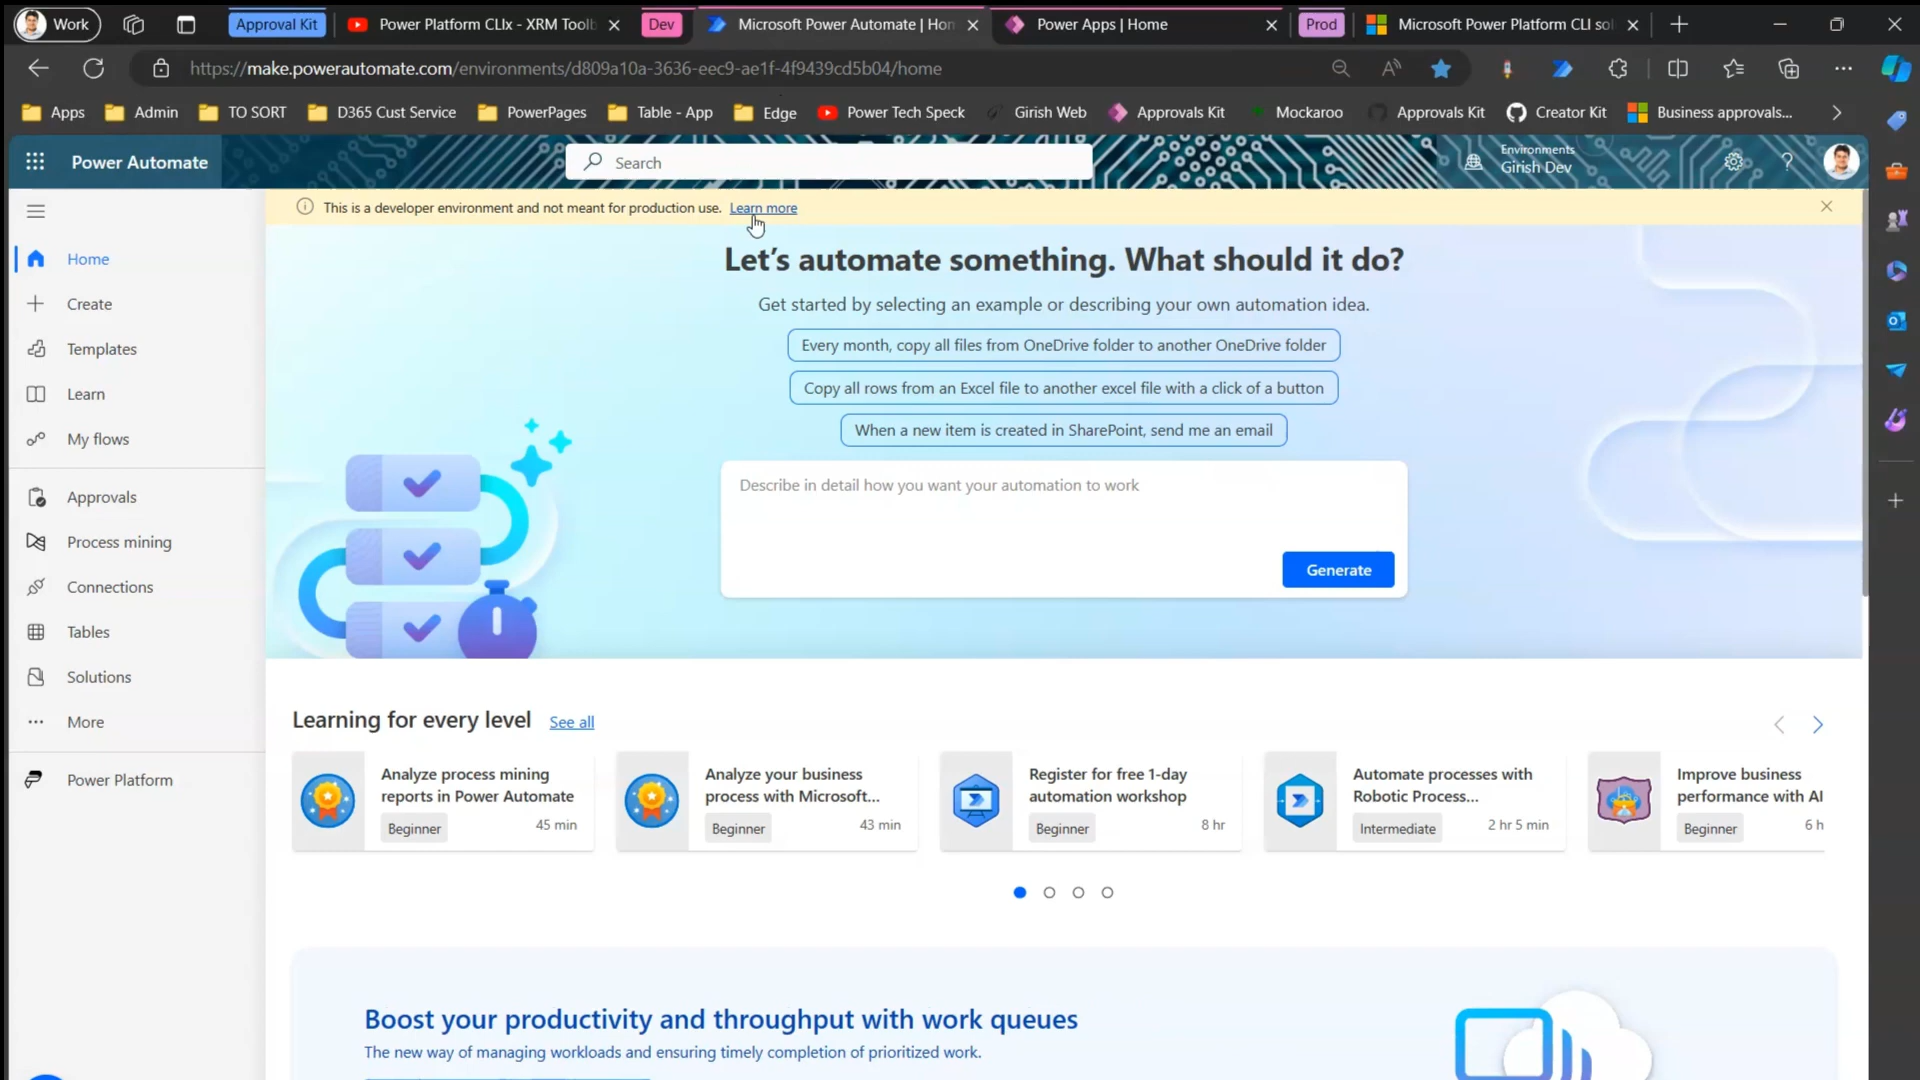 Work
Approval Kit
Power Platform CLIx - XRM Toolb
Dev
Microsoft Power Automate | Hon
Power Apps | Home
Prod
Microsoft Power Platform CLI sol
https://make.powerautomate.com/environments/d809a10a-3636-eec9-ae1f-4f9439cd5b04/home
Apps
Admin
TO SORT
D365 Cust Service
PowerPages
Table - App
Edge
Power Tech Speck
Girish Web
Approvals Kit
Mockaroo
Approvals Kit
Creator Kit
Business approvals...
Power Automate
Search
Environments
Girish Dev
This is a developer environment and not meant for production use. Learn more
Home
Create
Templates
Learn
My flows
Approvals
Process mining
Connections
Tables
Solutions
More
Power Platform
Let's automate something. What should it do?
Get started by selecting an example or describing your own automation idea.
Every month, copy all files from OneDrive folder to another OneDrive folder
Copy all rows from an Excel file to another excel file with a click of a button
When a new item is created in SharePoint, send me an email
Describe in detail how you want your automation to work
Generate
Learning for every level
See all
Analyze process mining
reports in Power Automate
Beginner
45 min
Analyze your business
process with Microsoft...
Beginner
43 min
Register for free 1-day
automation workshop
Beginner
8 hr
Automate processes with
Robotic Process...
Intermediate
2 hr 5 min
Improve business
performance with AI
Beginner
6 h
Boost your productivity and throughput with work queues
The new way of managing workloads and ensuring timely completion of prioritized work.